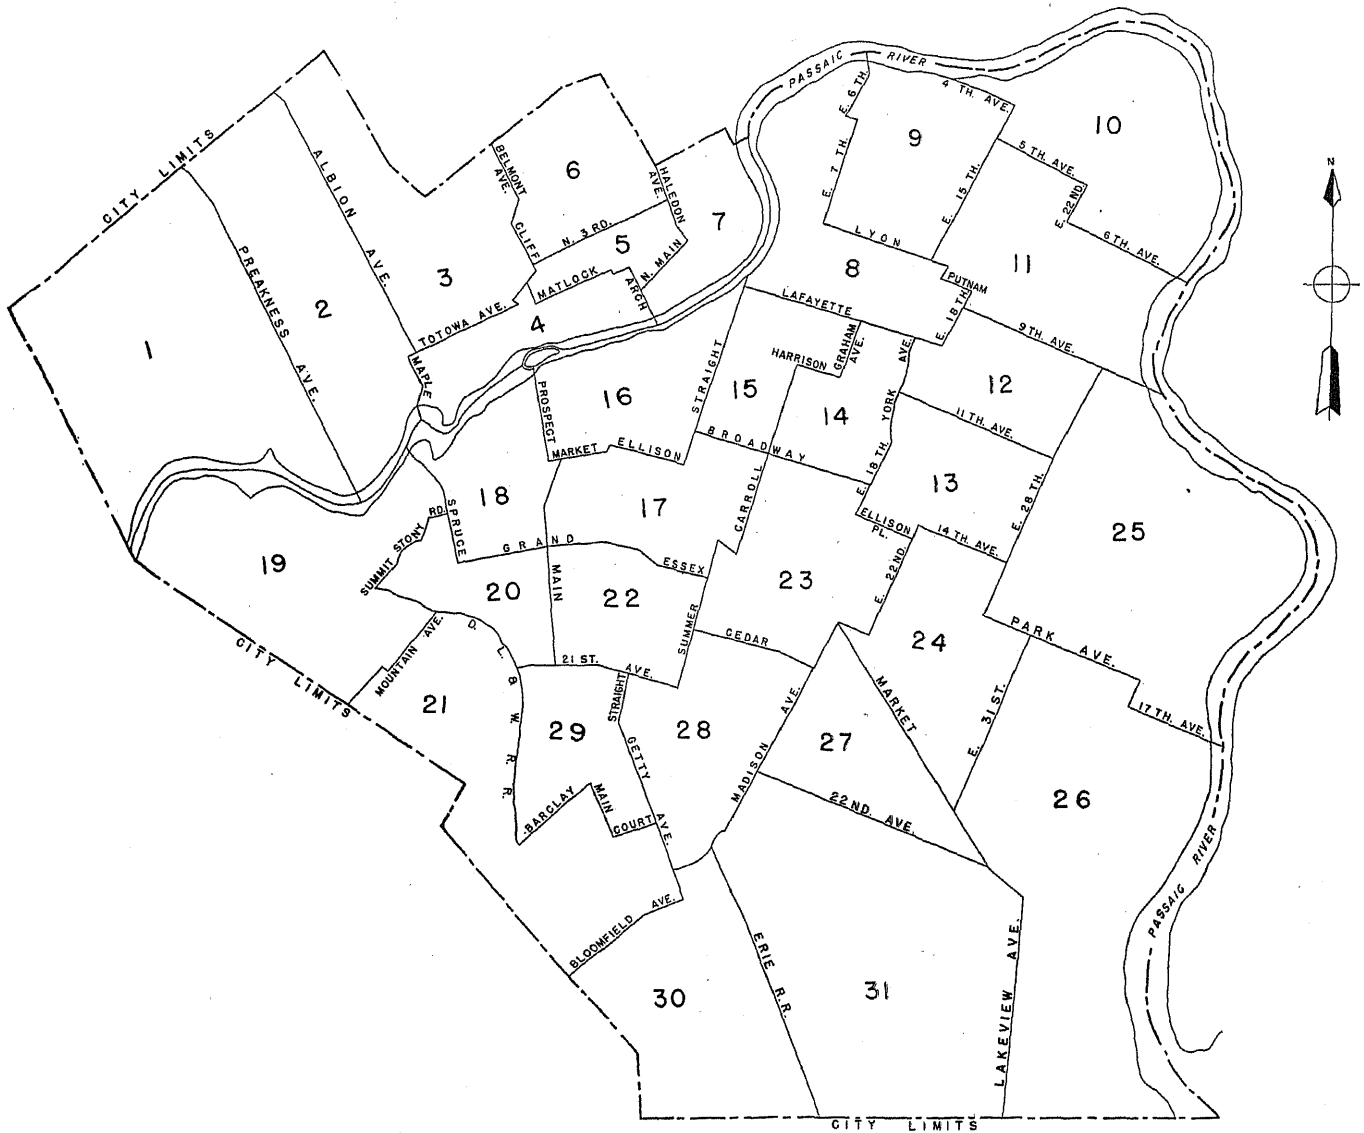 PASSAIC RIVER
CITY LIMITS
ALBION AVE.
PREAKNESS AVE.
BELMONT AVE.
CLIFF
HALEDON AVE.
N. 3 RD.
N. MAIN
MATLOCK
ARCH
TOTOWA AVE.
MAPLE
E. 6 TH.
4 TH. AVE.
E. 7 TH.
E. 15 TH.
5 TH. AVE.
E. 22ND.
6 TH. AVE.
LYON
PUTNAM
E. 18 TH.
LAFAYETTE
GRAHAM AVE.
HARRISON
9 TH. AVE.
11 TH. AVE.
YORK AVE.
E. 18 TH.
STRAIGHT
BROADWAY
PROSPECT
MARKET
ELLISON
CARROLL
SPRUCE
GRAND
ESSEX
SUMMIT STONY RD.
MAIN
SUMMER
CEDAR
ELLISON PL.
14 TH. AVE.
E. 28 TH.
E. 22ND.
PARK AVE.
17 TH. AVE.
E. 31 ST.
MARKET
MADISON AVE.
22 ND. AVE.
21 ST. AVE.
STRAIGHT
GETTY AVE.
MOUNTAIN AVE.
D. L. & W. R. R.
BARCLAY
MAIN
COURT
BLOOMFIELD AVE.
ERIE R.R.
LAKEVIEW AVE.
CITY LIMITS
CITY LIMITS
PASSAIC RIVER
N
1
2
3
4
5
6
7
8
9
10
11
12
13
14
15
16
17
18
19
20
21
22
23
24
25
26
27
28
29
30
31